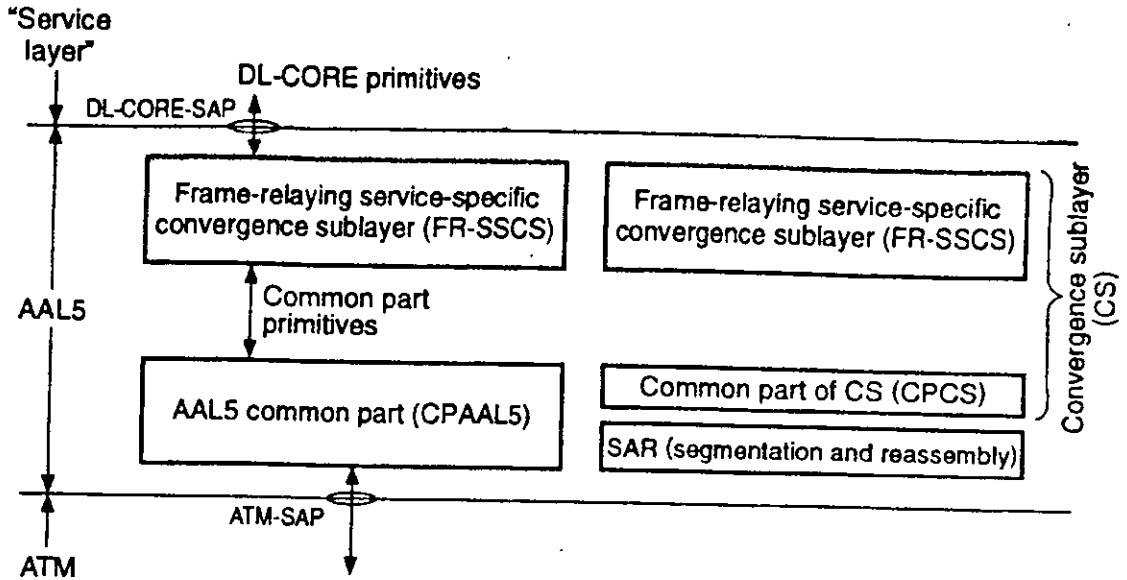 "Service
layer"
DL-CORE primitives
DL-CORE-SAP
Frame-relaying service-specific
convergence sublayer (FR-SSCS)
Frame-relaying service-specific
convergence sublayer (FR-SSCS)
Convergence sublayer
(CS)
AAL5
Common part
primitives
AAL5 common part (CPAAL5)
Common part of CS (CPCS)
SAR (segmentation and reassembly)
ATM-SAP
ATM